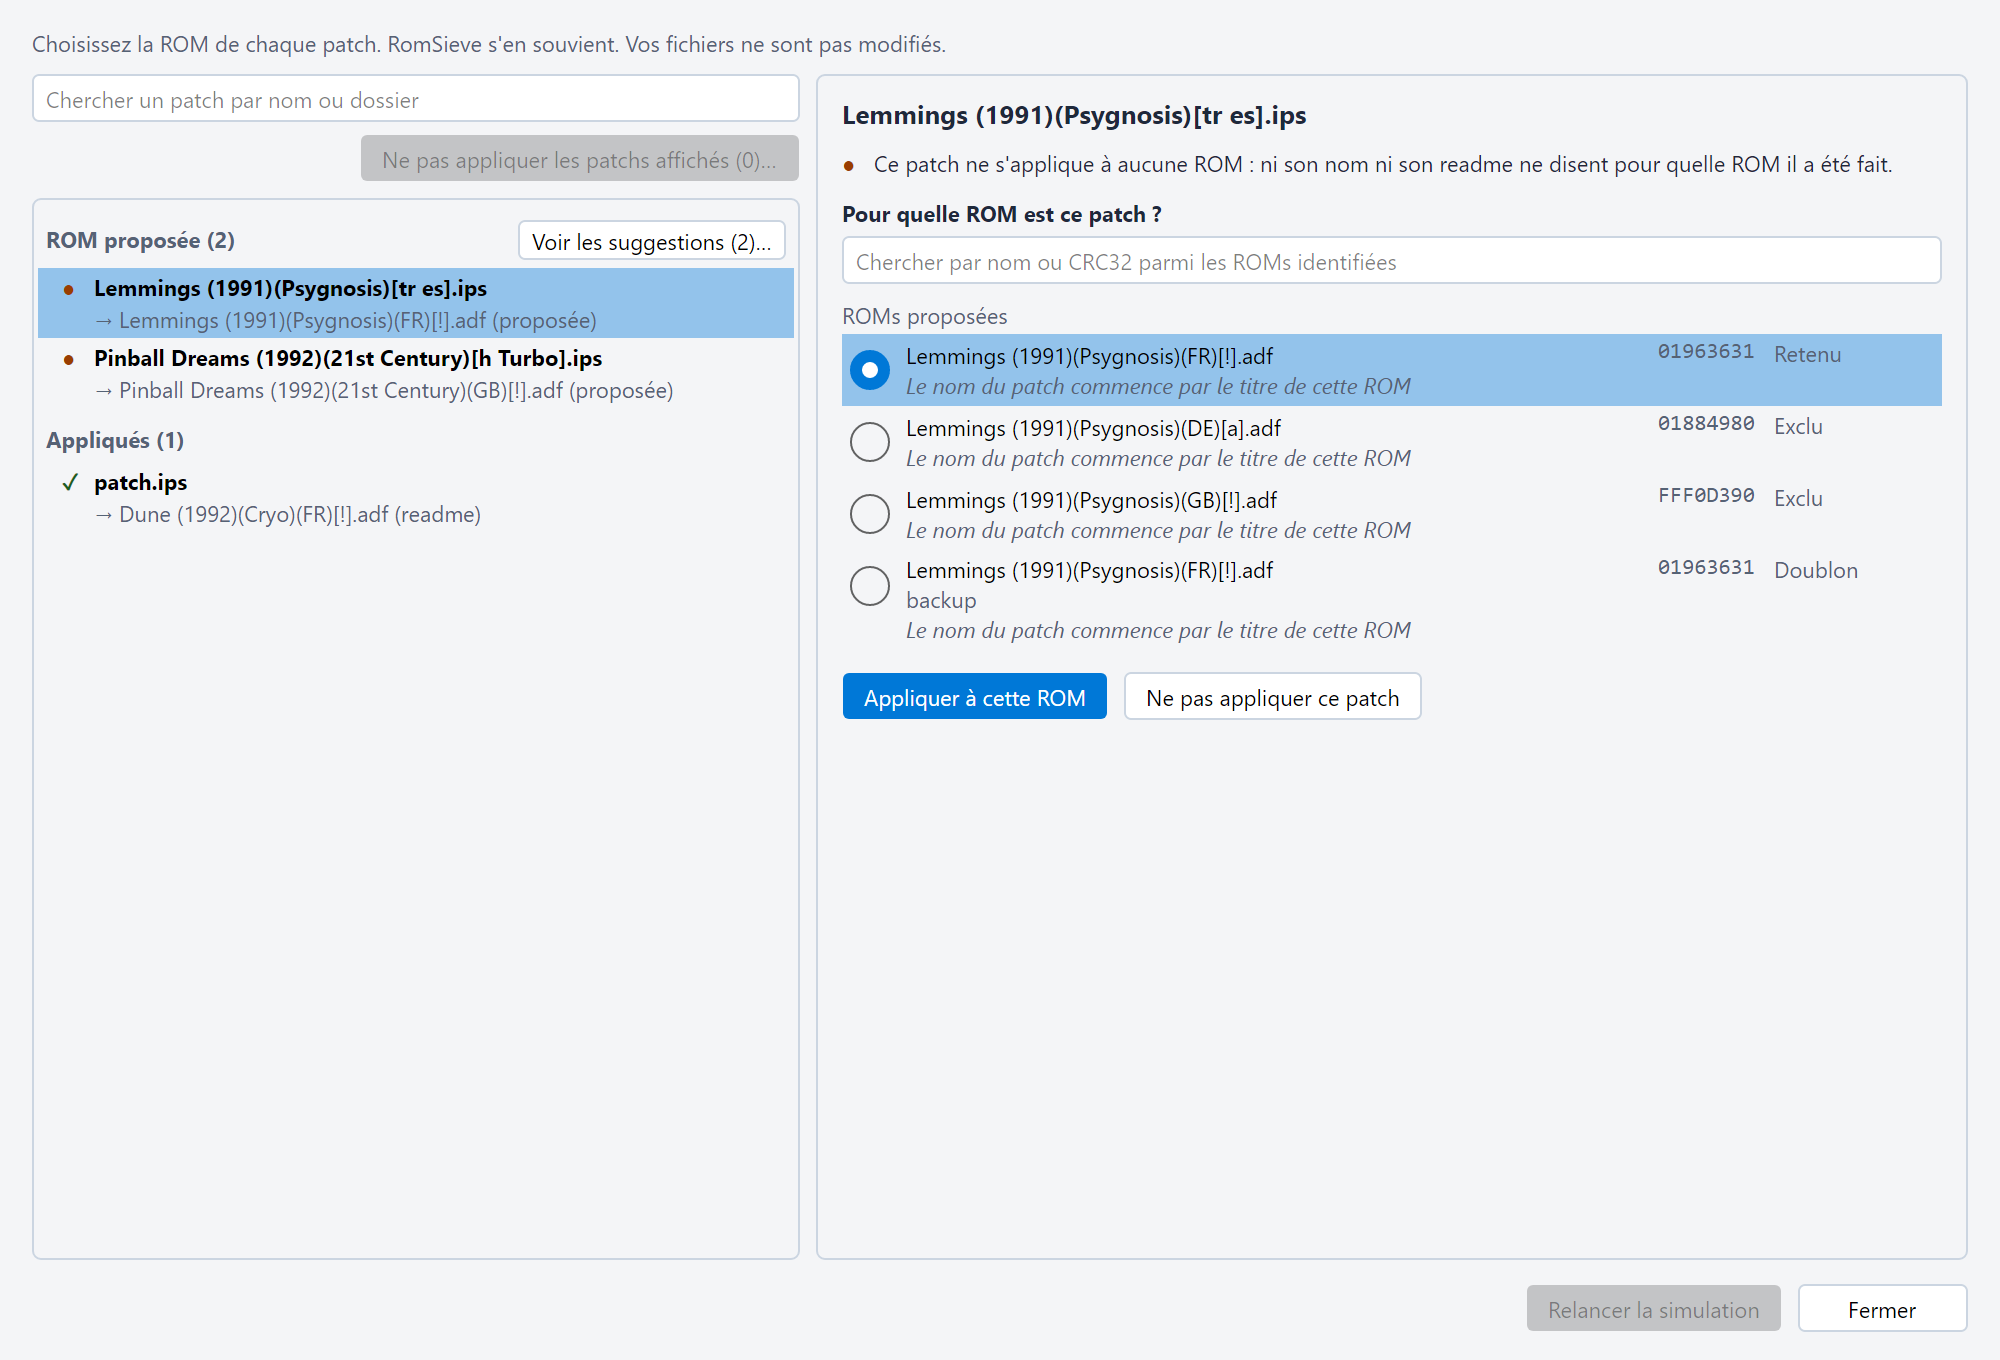 Choisissez la ROM de chaque patch. RomSieve s'en souvient. Vos fichiers ne sont pas modifiés.
Chercher un patch par nom ou dossier
Ne pas appliquer les patchs affichés (0)...
ROM proposée (2)
Voir les suggestions (2)...
Lemmings (1991)(Psygnosis)[tr es].ips
→ Lemmings (1991)(Psygnosis)(FR)[!].adf (proposée)
Pinball Dreams (1992)(21st Century)[h Turbo].ips
→ Pinball Dreams (1992)(21st Century)(GB)[!].adf (proposée)
Appliqués (1)
✓ patch.ips
→ Dune (1992)(Cryo)(FR)[!].adf (readme)
Lemmings (1991)(Psygnosis)[tr es].ips
● Ce patch ne s'applique à aucune ROM : ni son nom ni son readme ne disent pour quelle ROM il a été fait.
Pour quelle ROM est ce patch ?
Chercher par nom ou CRC32 parmi les ROMs identifiées
ROMs proposées
Lemmings (1991)(Psygnosis)(FR)[!].adf 01963631 Retenu
Le nom du patch commence par le titre de cette ROM
Lemmings (1991)(Psygnosis)(DE)[a].adf 01884980 Exclu
Le nom du patch commence par le titre de cette ROM
Lemmings (1991)(Psygnosis)(GB)[!].adf FFF0D390 Exclu
Le nom du patch commence par le titre de cette ROM
Lemmings (1991)(Psygnosis)(FR)[!].adf 01963631 Doublon
backup
Le nom du patch commence par le titre de cette ROM
Appliquer à cette ROM
Ne pas appliquer ce patch
Relancer la simulation
Fermer